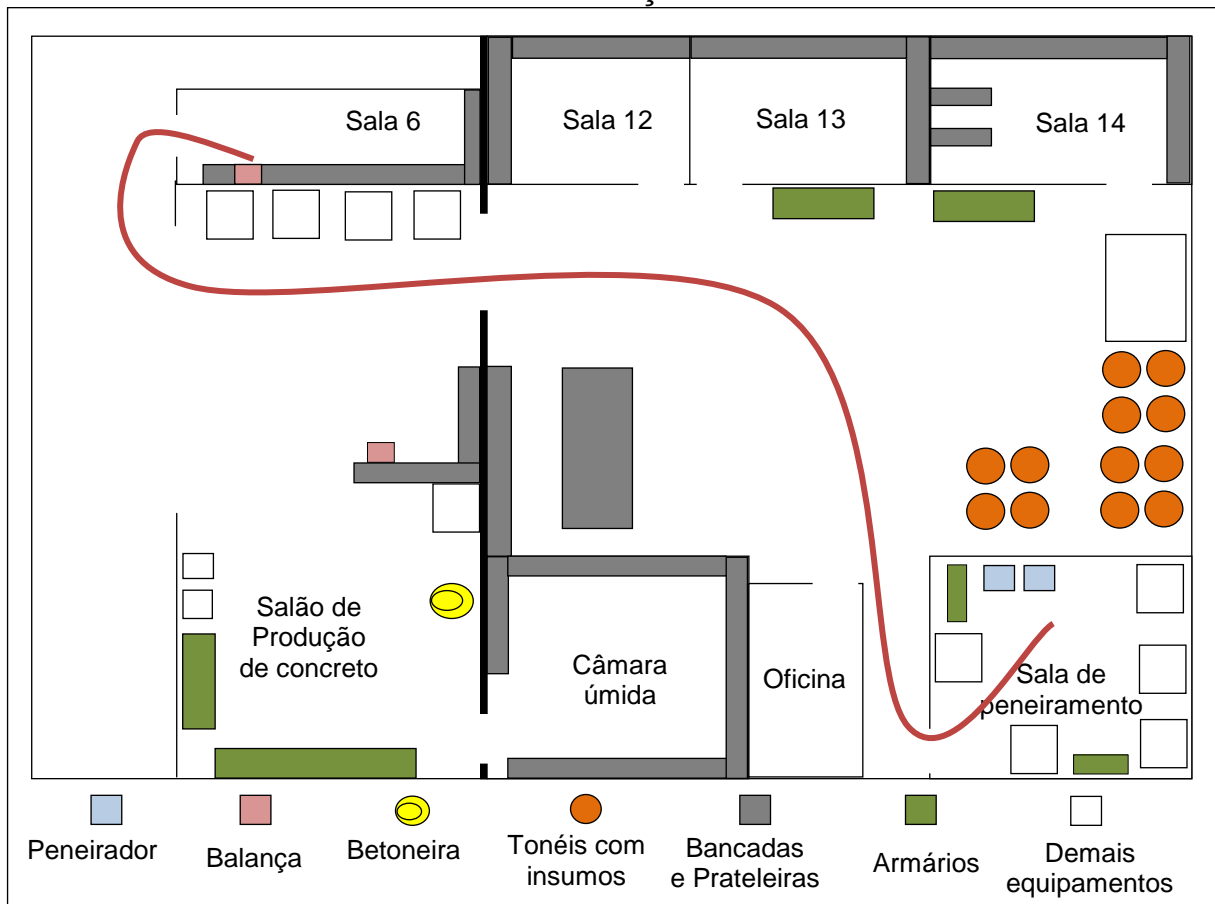 Sala 6
Sala 12
Sala 13
Sala 14
Salão de
Produção
de concreto
Câmara
úmida
Oficina
Sala de
peneiramento
Peneirador
Balança
Betoneira
Tonéis com
insumos
Bancadas
e Prateleiras
Armários
Demais
equipamentos